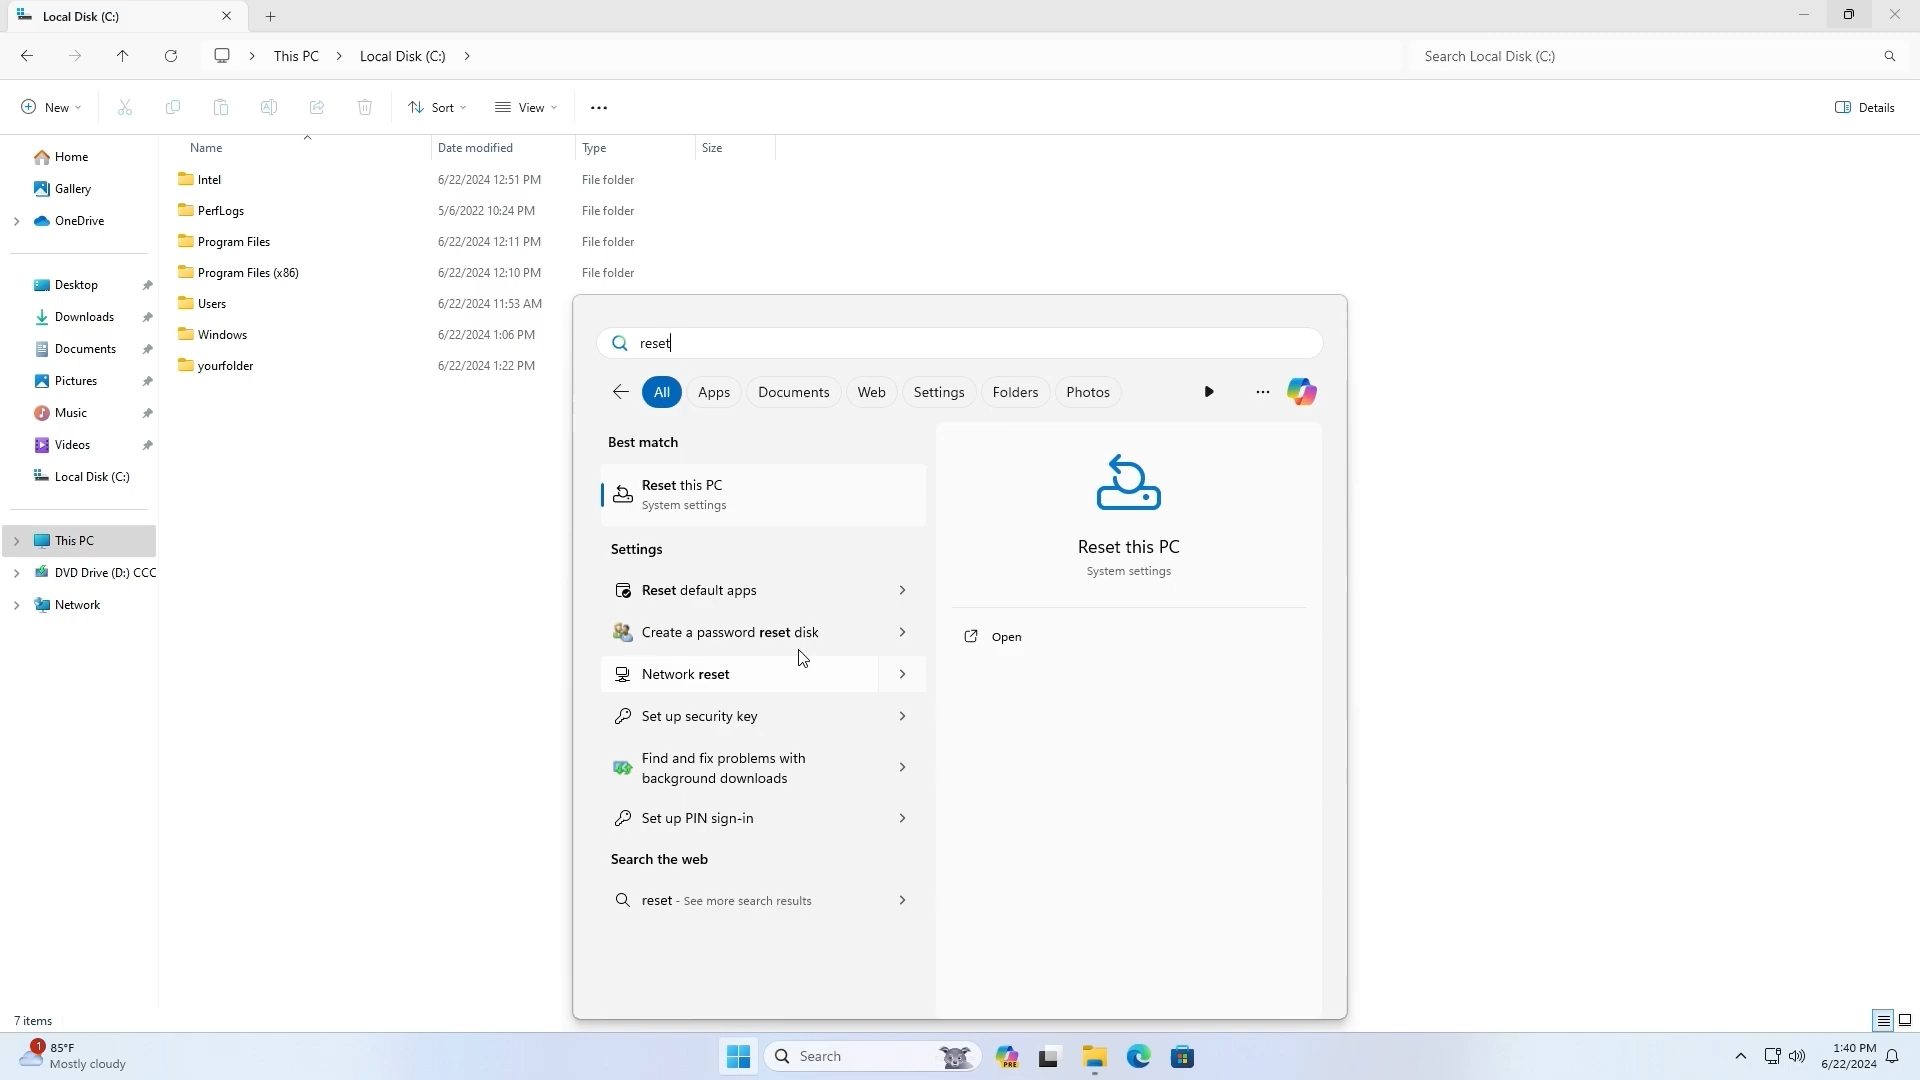 Local Disk (C:)
This PC
Local Disk (C:)
Search Local Disk (C:)
New
Sort
View
Details
Name
Date modified
Type
Size
Home
Gallery
OneDrive
Desktop
Downloads
Documents
Pictures
Music
Videos
Local Disk (C:)
This PC
DVD Drive (D:) CCC
Network
Intel 6/22/2024 12:51 PM File folder
PerfLogs 5/6/2022 10:24 PM File folder
Program Files 6/22/2024 12:11 PM File folder
Program Files (x86) 6/22/2024 12:10 PM File folder
Users 6/22/2024 11:53 AM
Windows 6/22/2024 1:06 PM
yourfolder 6/22/2024 1:22 PM
reset
All Apps Documents Web Settings Folders Photos
Best match
Reset this PC
System settings
Settings
Reset default apps
Create a password reset disk
Network reset
Set up security key
Find and fix problems with
background downloads
Set up PIN sign-in
Search the web
reset - See more search results
Reset this PC
System settings
Open
7 items
1
85°F
Mostly cloudy
Search
PRE
1:40 PM
6/22/2024